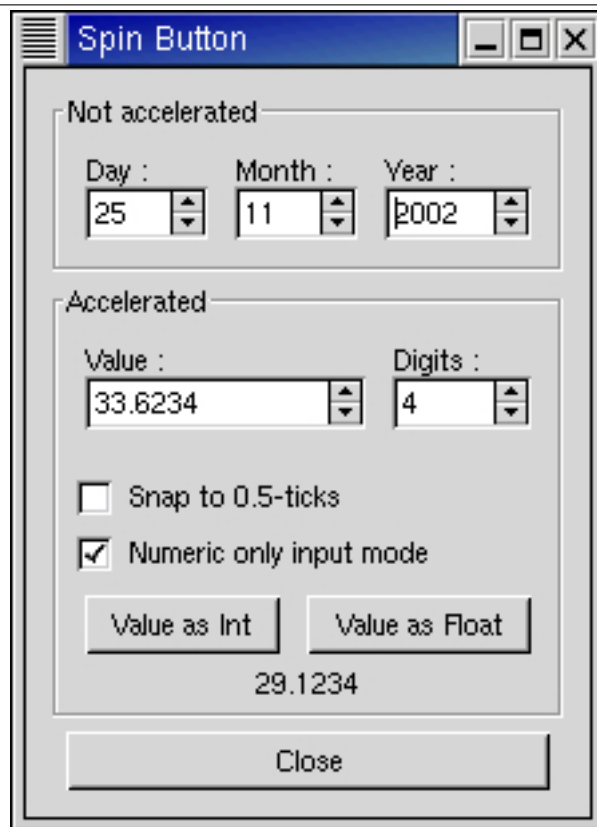 Spin Button
Not accelerated
Day : Month : Year :
25 11 2002
Accelerated
Value : Digits :
33.6234 4
Snap to 0.5-ticks
Numeric only input mode
Value as Int Value as Float
29.1234
Close